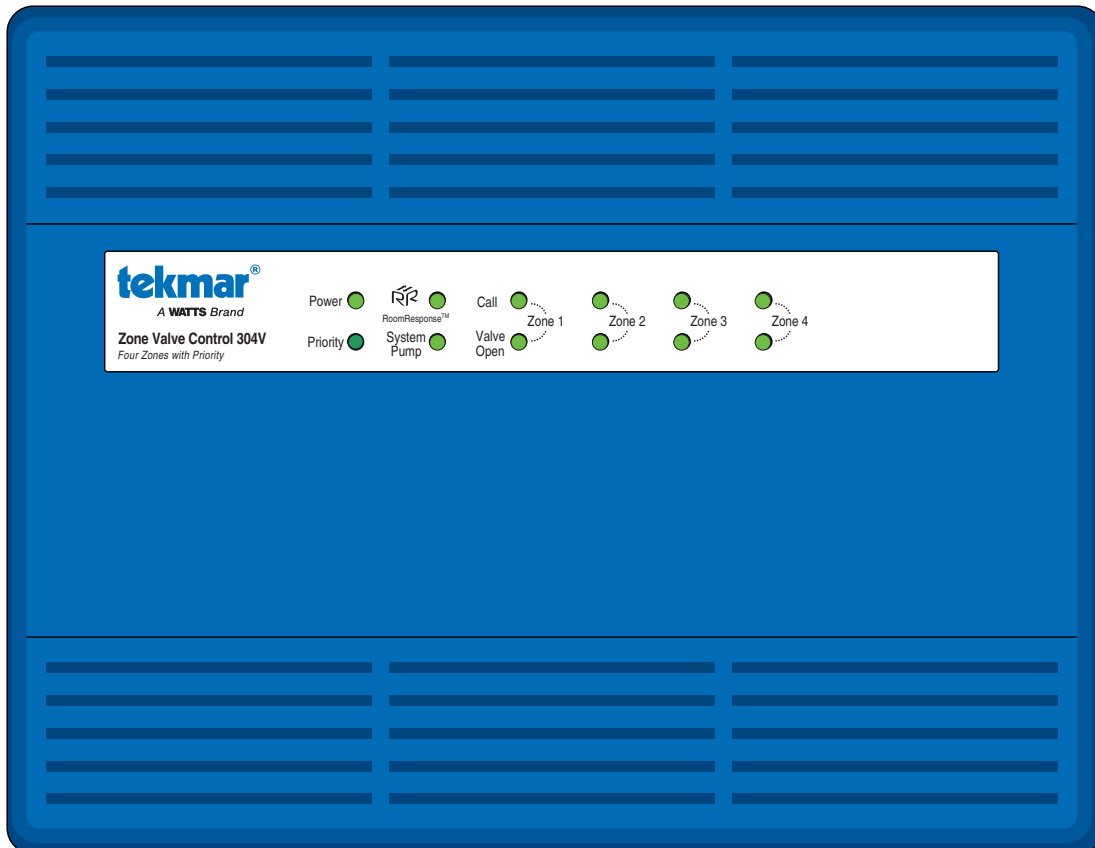 tekmar®
A WATTS Brand
Zone Valve Control 304V
Four Zones with Priority
Power
RoomResponse™
Call
Zone 1
Zone 2
Zone 3
Zone 4
Priority
System
Pump
Valve
Open